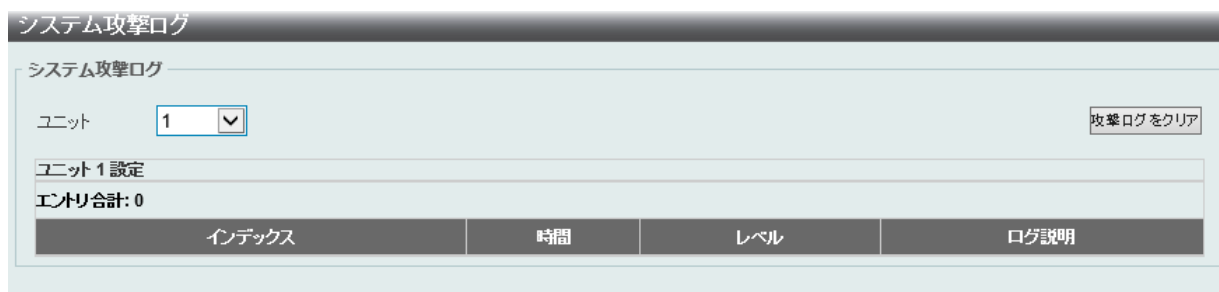 システム攻撃ログ
システム攻撃ログ
ユニット 1 攻撃ログをクリア
ユニット 1 設定
エントリ合計: 0
インデックス 時間 レベル ログ説明